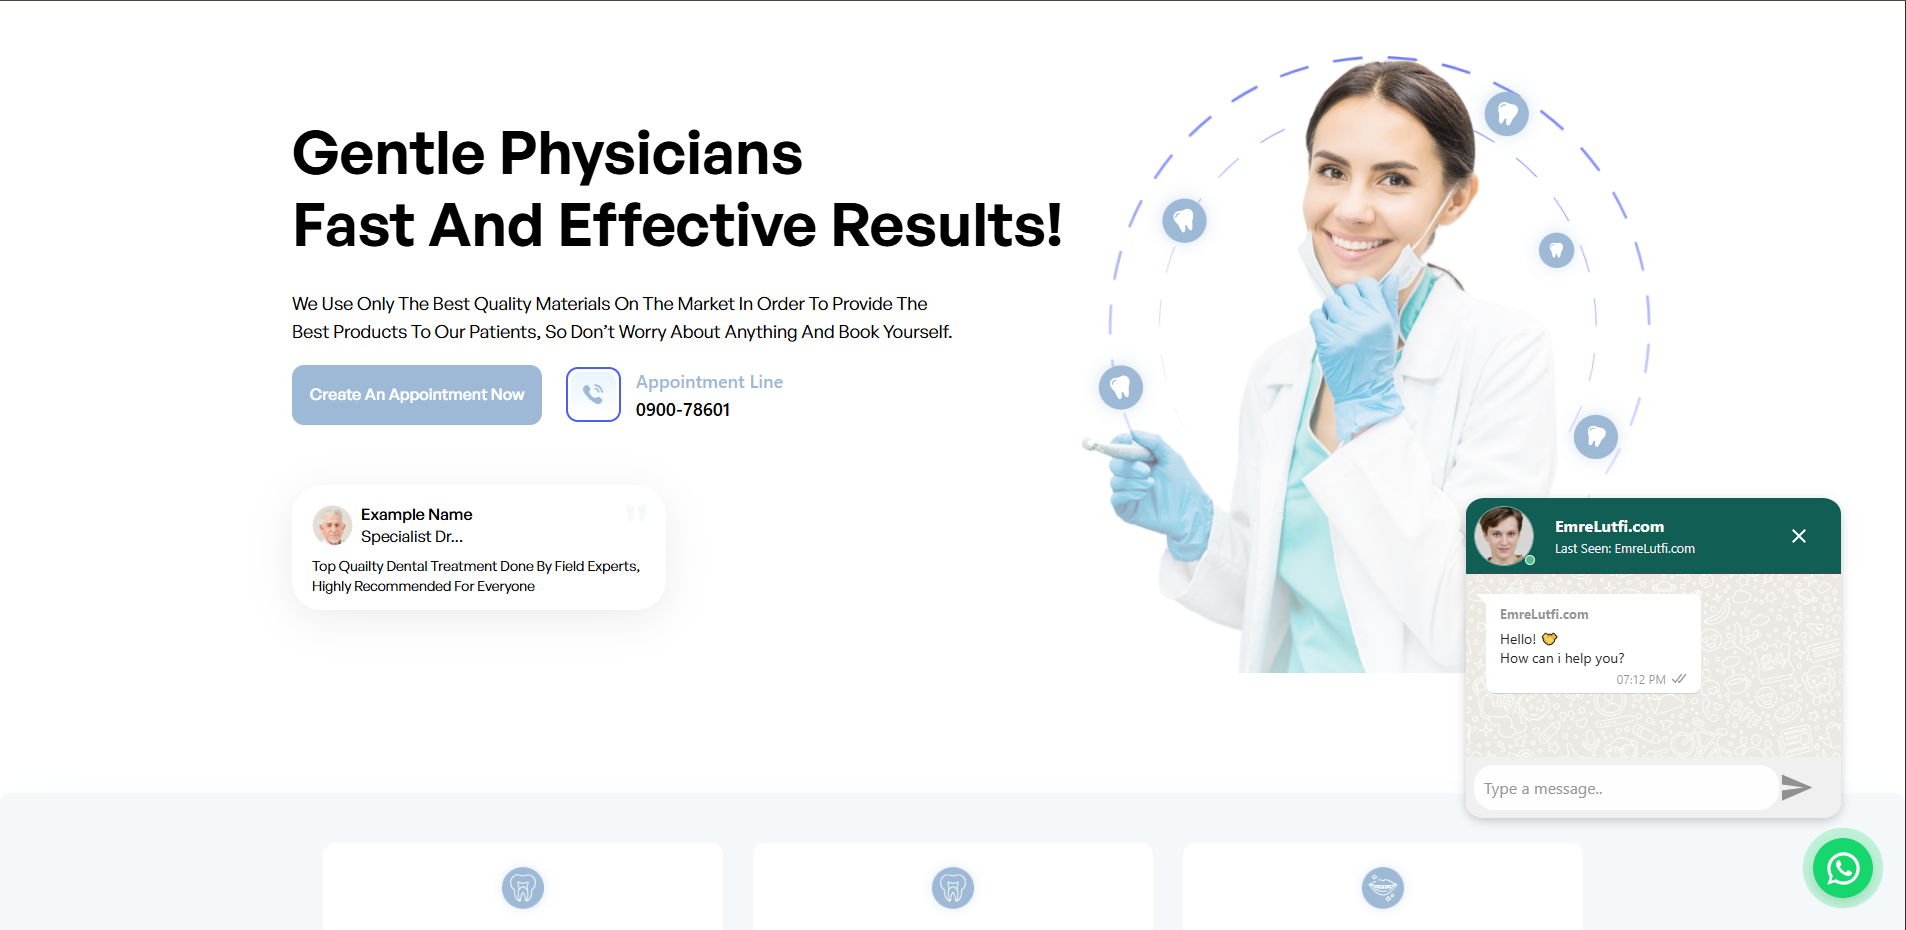 Gentle Physicians
Fast And Effective Results!
We Use Only The Best Quality Materials On The Market In Order To Provide The
Best Products To Our Patients, So Don’t Worry About Anything And Book Yourself.
Create An Appointment Now
Appointment Line
0900-78601
Example Name
Specialist Dr...
Top Quailty Dental Treatment Done By Field Experts,
Highly Recommended For Everyone
EmreLutfi.com
Last Seen: EmreLutfi.com
EmreLutfi.com
Hello!
How can i help you?
07:12 PM
Type a message..